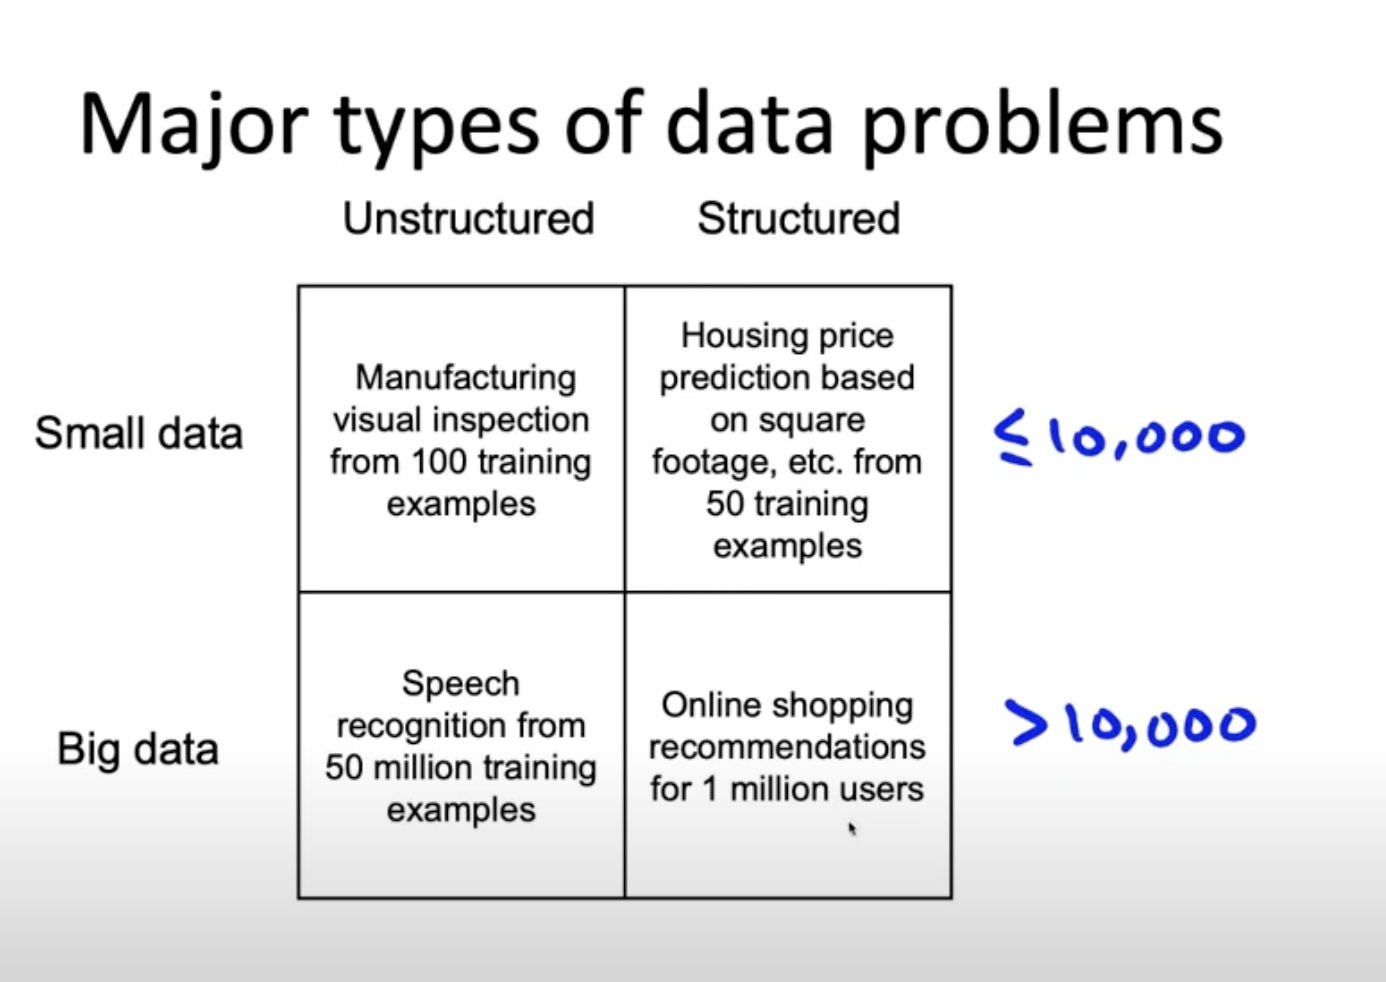 Major types of data problems
Unstructured
Structured
Small data
Manufacturing
visual inspection
from 100 training
examples
Housing price
prediction based
on square
footage, etc. from
50 training
examples
≤10,000
Big data
Speech
recognition from
50 million training
examples
Online shopping
recommendations
for 1 million users
>10,000